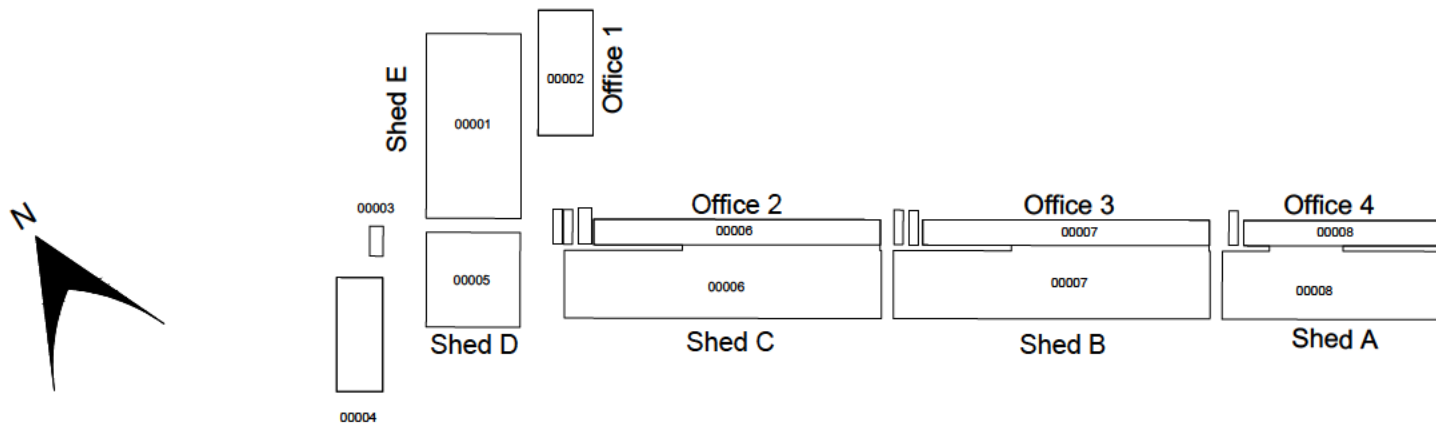 Office 1
00002
Shed E
00001
N
00003
Office 2
Office 3
Office 4
00006
00007
00008
00005
00006
00007
00008
Shed D
Shed C
Shed B
Shed A
00004